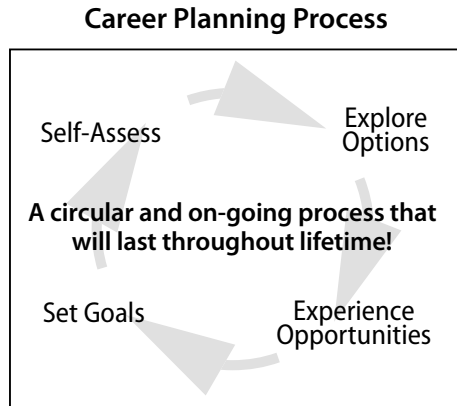 Career Planning Process
Self-Assess
Explore
Options
A circular and on-going process that
will last throughout lifetime!
Set Goals
Experience
Opportunities